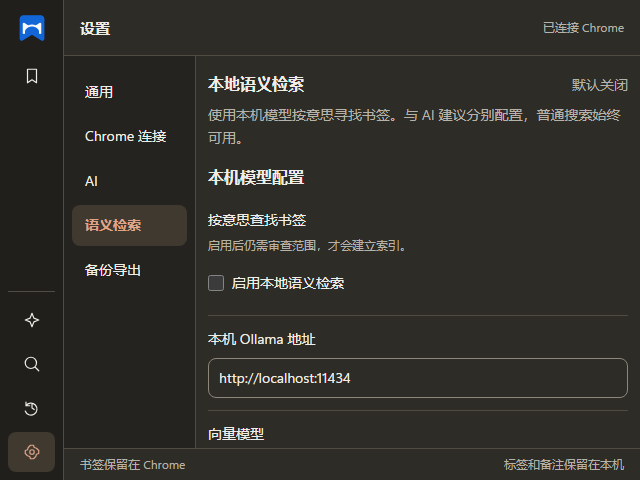 设置
已连接 Chrome
通用
Chrome 连接
AI
语义检索
备份导出
本地语义检索
默认关闭
使用本机模型按意思寻找书签。与 AI 建议分别配置，普通搜索始终
可用。
本机模型配置
按意思查找书签
启用后仍需审查范围，才会建立索引。
启用本地语义检索
本机 Ollama 地址
http://localhost:11434
向量模型
书签保留在 Chrome
标签和备注保留在本机